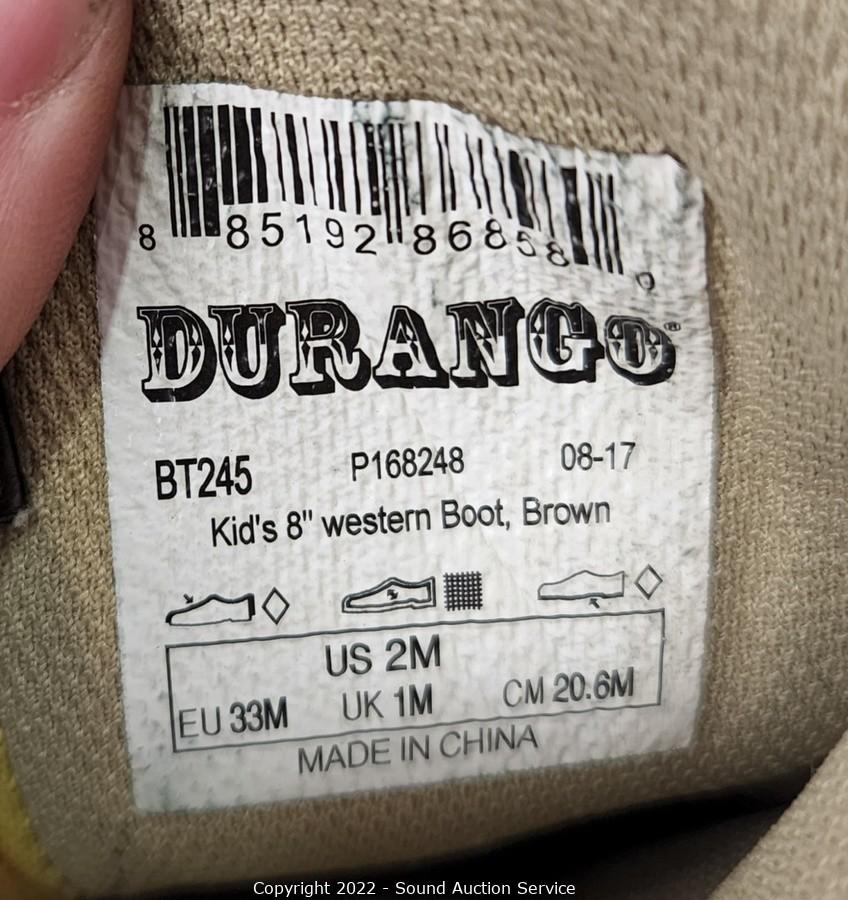 8 85192 86858 0
DURANGO®
BT245 P168248 08-17
Kid's 8" western Boot, Brown
US 2M
EU 33M UK 1M CM 20.6M
MADE IN CHINA
Copyright 2022 - Sound Auction Service